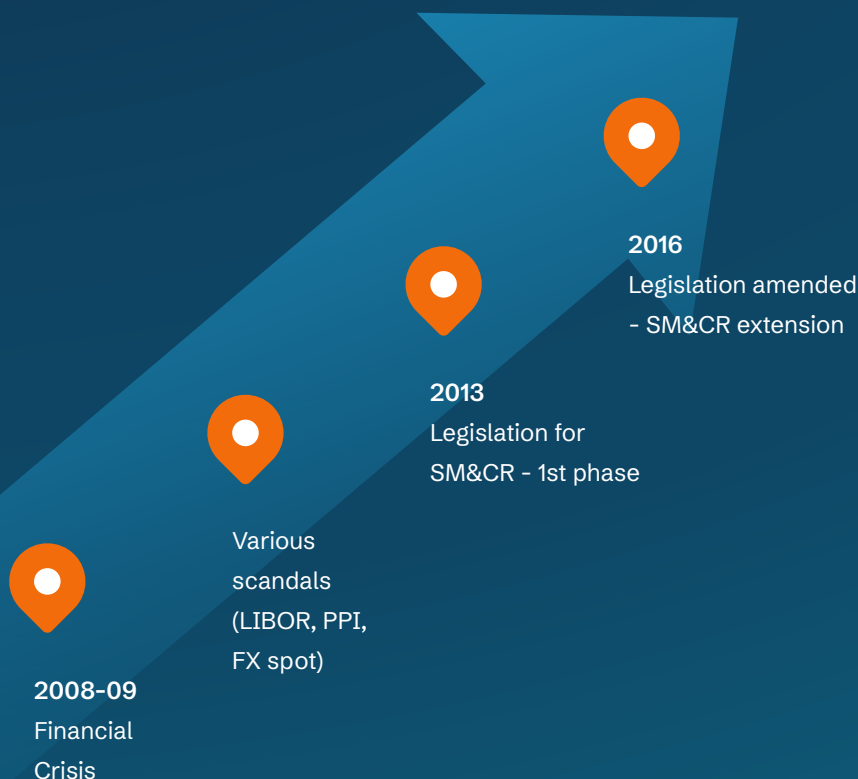 2008-09
Financial
Crisis
Various
scandals
(LIBOR, PPI,
FX spot)
2013
Legislation for
SM&CR - 1st phase
2016
Legislation amended
- SM&CR extension